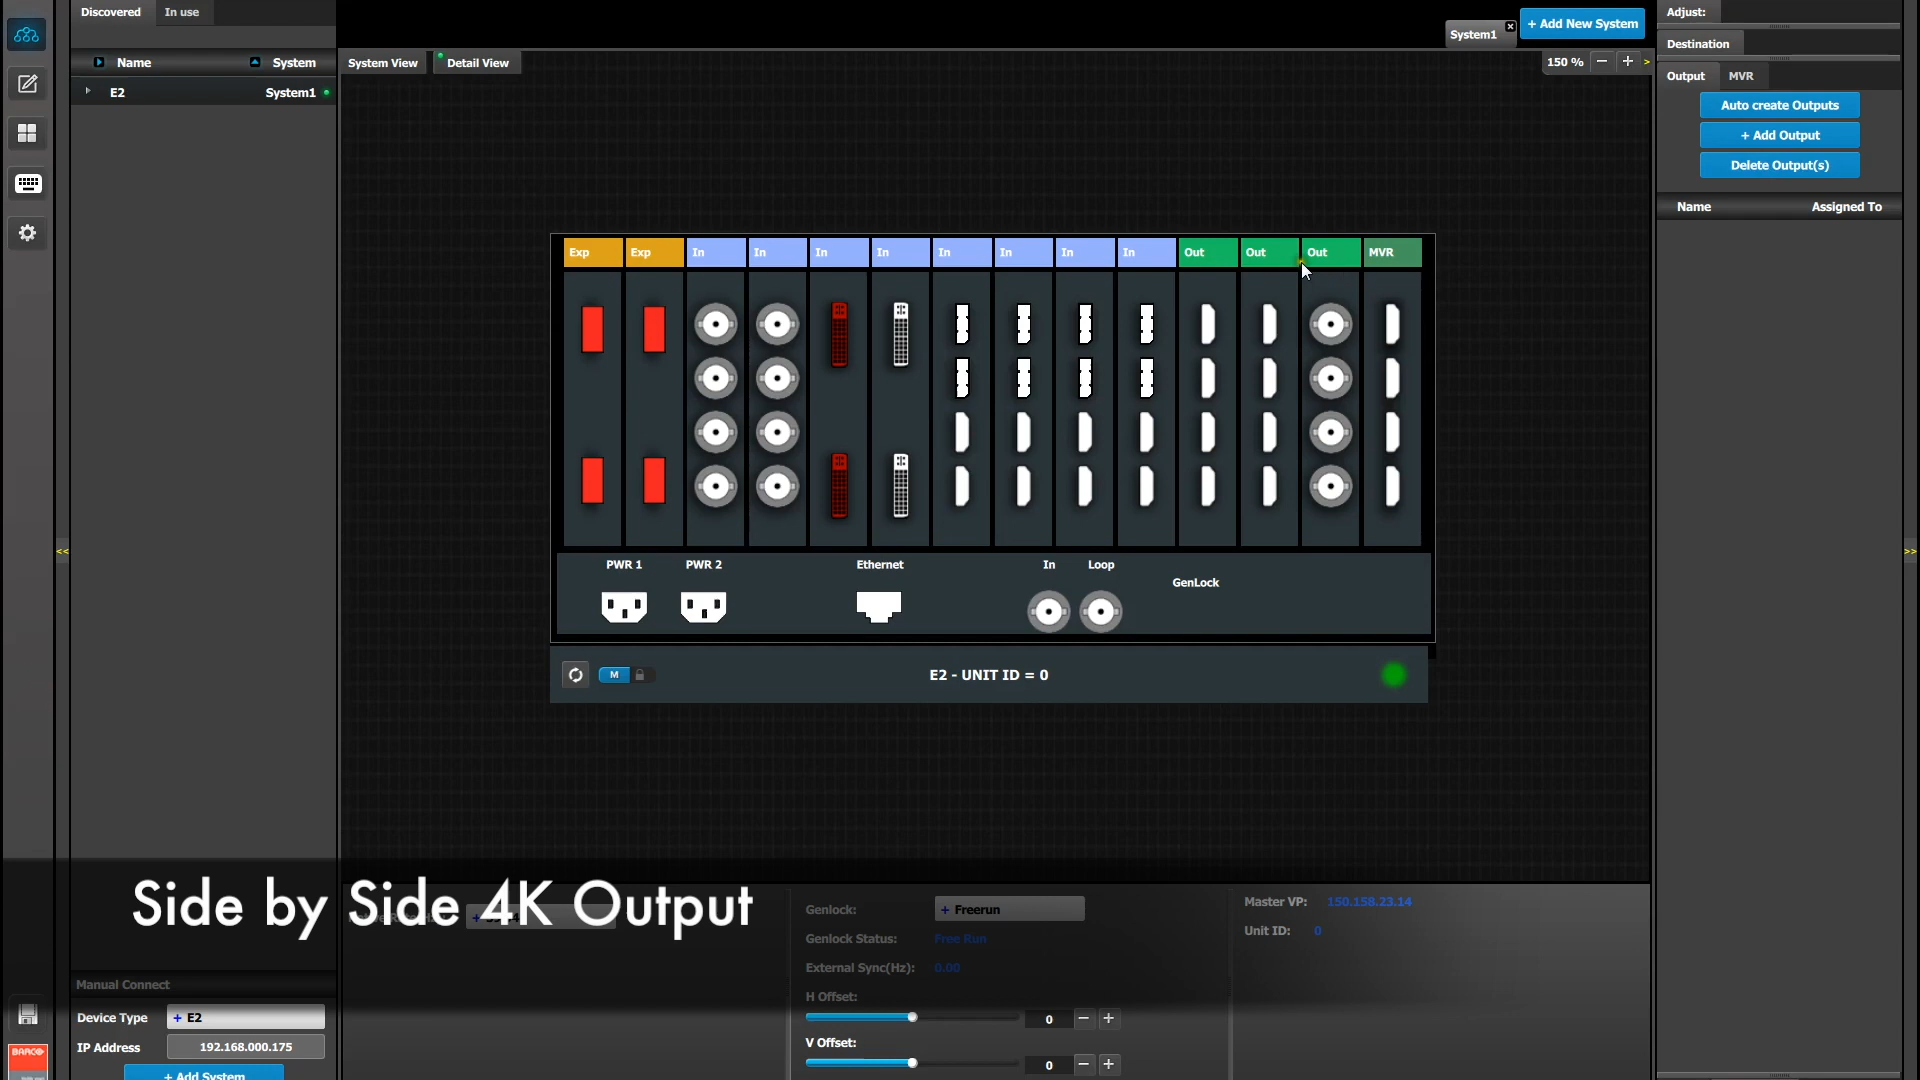 Discovered
In use
System1
+ Add New System
Adjust:
Name
System
System View
Detail View
150 %
Destination
E2
System1
Output
MVR
Auto create Outputs
+ Add Output
Delete Output(s)
Name
Assigned To
Exp
Exp
In
In
In
In
In
In
In
In
Out
Out
Out
MVR
<<
>>
PWR 1
PWR 2
Ethernet
In
Loop
GenLock
M
E2 - UNIT ID = 0
Side by Side 4K Output
Genlock:
+ Freerun
Genlock Status:
Free Run
External Sync(Hz):
0.00
H Offset:
0
V Offset:
0
Master VP:
150.158.23.14
Unit ID:
0
Manual Connect
Device Type
+ E2
IP Address
192.168.000.175
+ Add System
BARCO